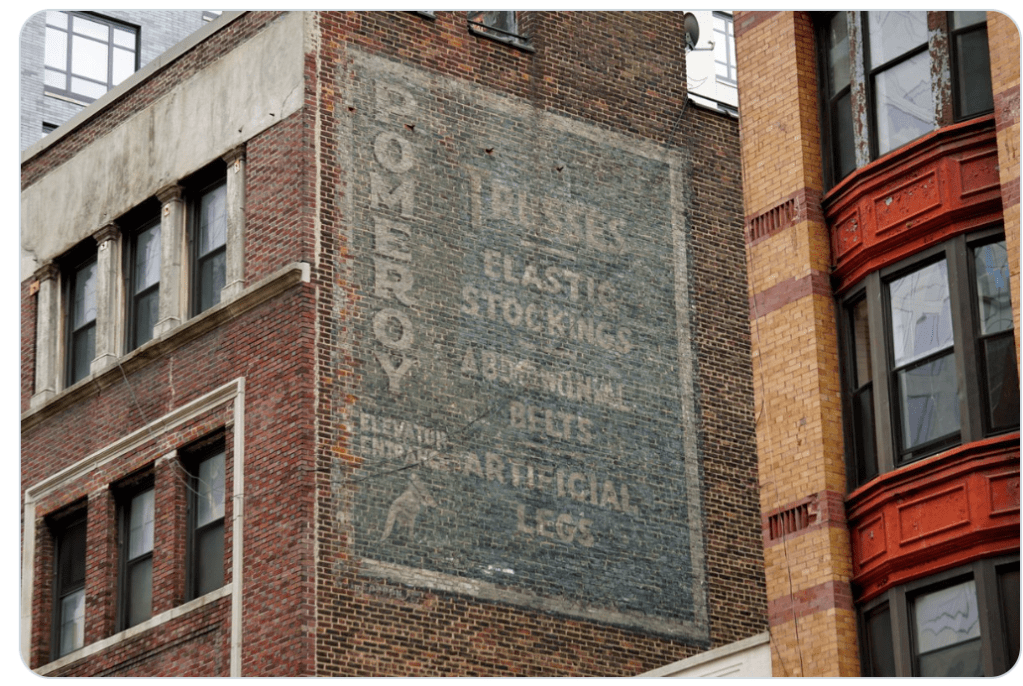 POMEROY
TRUSSES
ELASTIC
STOCKINGS
ABDOMINAL
BELTS
ELEVATOR
ENTRANCE
ARTIFICIAL
LEGS